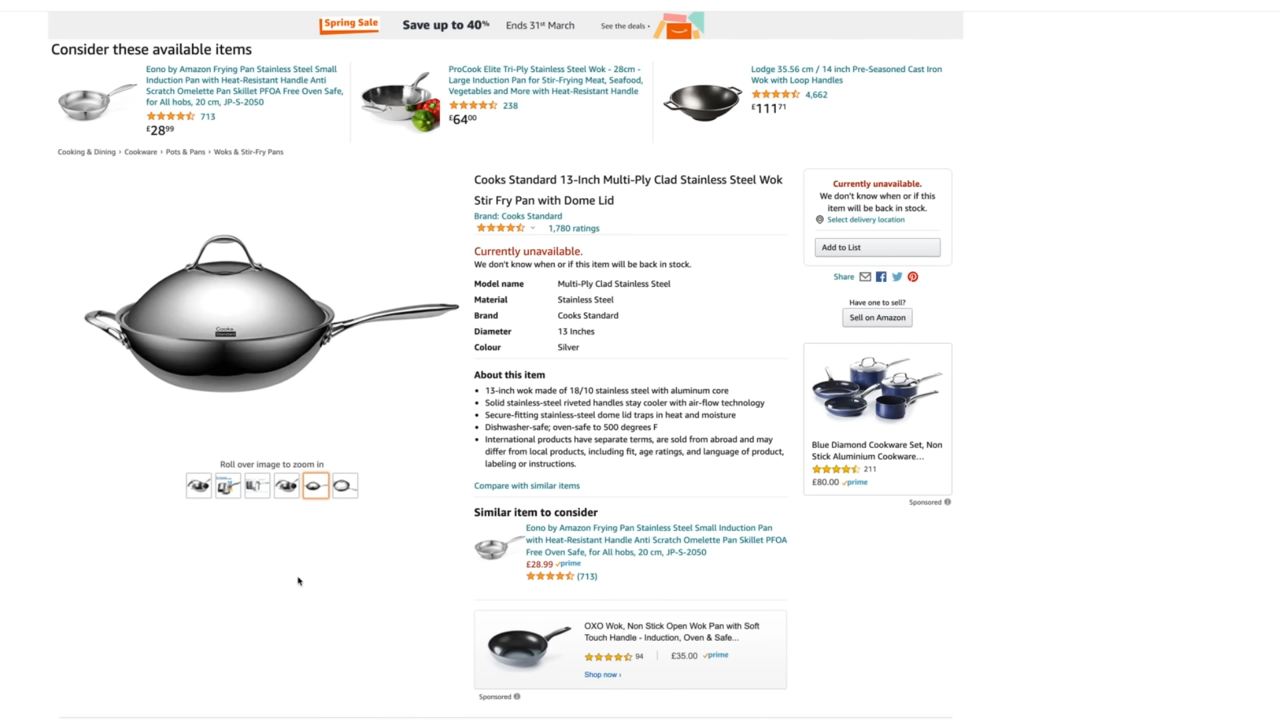 Spring Sale Save up to 40% Ends 31st March See the deals ›
Consider these available items
Eono by Amazon Frying Pan Stainless Steel Small
Induction Pan with Heat-Resistant Handle Anti
Scratch Omelette Pan Skillet PFOA Free Oven Safe,
for All hobs, 20 cm, JP-S-2050
713
£28.99
ProCook Elite Tri-Ply Stainless Steel Wok - 28cm -
Large Induction Pan for Stir-Frying Meat, Seafood,
Vegetables and More with Heat-Resistant Handle
238
£64.00
Lodge 35.56 cm / 14 inch Pre-Seasoned Cast Iron
Wok with Loop Handles
4,662
£111.71
Cooking & Dining › Cookware › Pots & Pans › Woks & Stir-Fry Pans
Cooks Standard
Roll over image to zoom in
Cooks Standard 13-Inch Multi-Ply Clad Stainless Steel Wok
Stir Fry Pan with Dome Lid
Brand: Cooks Standard
1,780 ratings
Currently unavailable.
We don't know when or if this item will be back in stock.
Model name Multi-Ply Clad Stainless Steel
Material Stainless Steel
Brand Cooks Standard
Diameter 13 Inches
Colour Silver
About this item
• 13-inch wok made of 18/10 stainless steel with aluminum core
• Solid stainless-steel riveted handles stay cooler with air-flow technology
• Secure-fitting stainless-steel dome lid traps in heat and moisture
• Dishwasher-safe; oven-safe to 500 degrees F
• International products have separate terms, are sold from abroad and may
differ from local products, including fit, age ratings, and language of product,
labeling or instructions.
Compare with similar items
Similar item to consider
Eono by Amazon Frying Pan Stainless Steel Small Induction Pan
with Heat-Resistant Handle Anti Scratch Omelette Pan Skillet PFOA
Free Oven Safe, for All hobs, 20 cm, JP-S-2050
£28.99 prime
(713)
OXO Wok, Non Stick Open Wok Pan with Soft
Touch Handle - Induction, Oven & Safe...
94 | £35.00 prime
Shop now ›
Sponsored
Currently unavailable.
We don't know when or if this
item will be back in stock.
Select delivery location
Add to List
Share
Have one to sell?
Sell on Amazon
Blue Diamond Cookware Set, Non
Stick Aluminium Cookware...
211
£80.00 prime
Sponsored